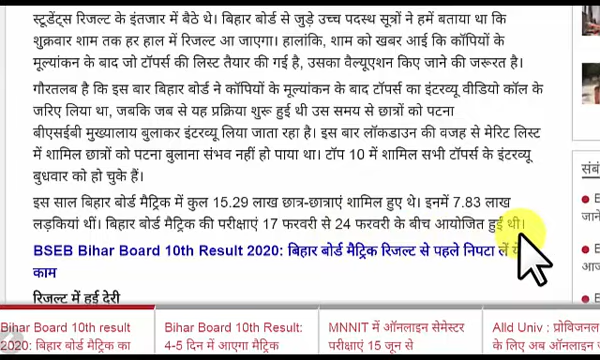 स्टूडेंट्स रिजल्ट के इंतजार में बैठे थे। बिहार बोर्ड से जुड़े उच्च पदस्थ सूत्रों ने हमें बताया था कि
शुक्रवार शाम तक हर हाल में रिजल्ट आ जाएगा। हालांकि, शाम को खबर आई कि कॉपियों के
मूल्यांकन के बाद जो टॉपर्स की लिस्ट तैयार की गई है, उसका वैल्यूएशन किए जाने की जरूरत है।
गौरतलब है कि इस बार बिहार बोर्ड ने कॉपियों के मूल्यांकन के बाद टॉपर्स का इंटरव्यू वीडियो कॉल के
जरिए लिया था, जबकि जब से यह प्रक्रिया शुरू हुई थी उस समय से छात्रों को पटना
बीएसईबी मुख्यालाय बुलाकर इंटरव्यू लिया जाता रहा है। इस बार लॉकडाउन की वजह से मेरिट लिस्ट
में शामिल छात्रों को पटना बुलाना संभव नहीं हो पाया था। टॉप 10 में शामिल सभी टॉपर्स के इंटरव्यू
बुधवार को हो चुके हैं।
इस साल बिहार बोर्ड मैट्रिक में कुल 15.29 लाख छात्र-छात्राएं शामिल हुए थे। इनमें 7.83 लाख
लड़कियां थीं। बिहार बोर्ड मैट्रिक की परीक्षाएं 17 फरवरी से 24 फरवरी के बीच आयोजित हुई थी।
BSEB Bihar Board 10th Result 2020: बिहार बोर्ड मैट्रिक रिजल्ट से पहले निपटा लें
काम
रिजल्ट में हुई देरी
Bihar Board 10th result
2020: बिहार बोर्ड मैट्रिक का
Bihar Board 10th Result:
4-5 दिन में आएगा मैट्रिक
MNNIT में ऑनलाइन सेमेस्टर
परीक्षाएं 15 जून से
Alld Univ : प्रोविजनल
के लिए अब ऑनलाइन